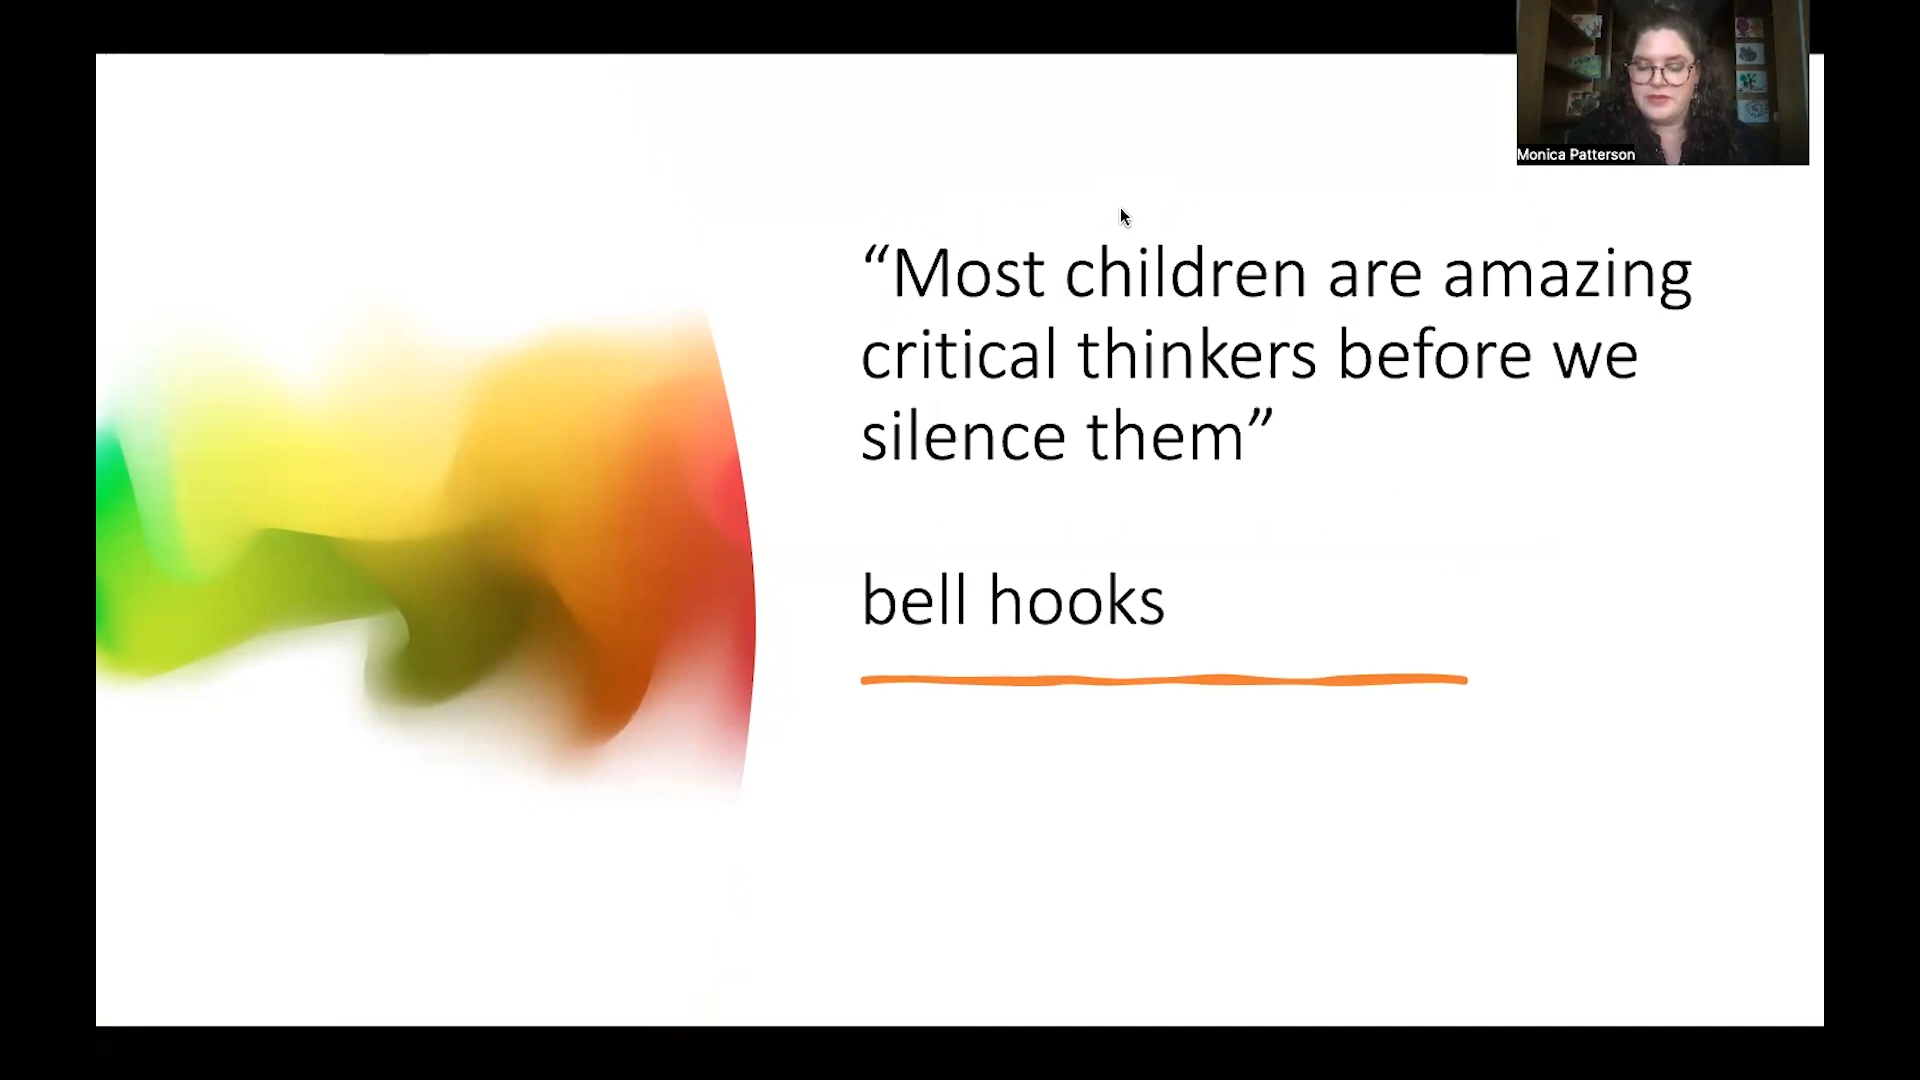 Monica Patterson
“Most children are amazing
critical thinkers before we
silence them”
bell hooks